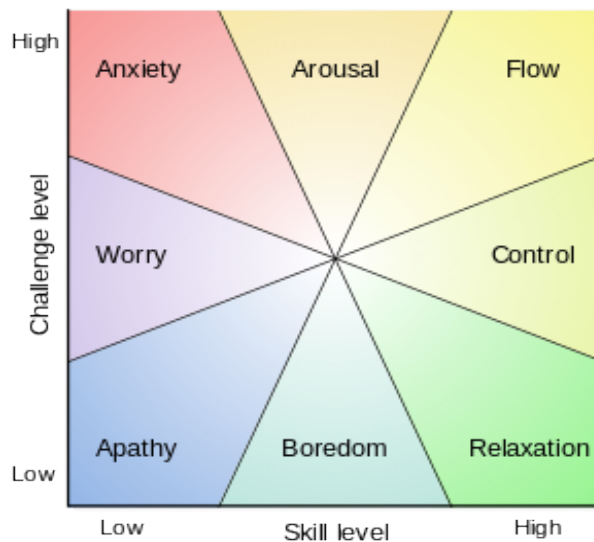 High
Anxiety
Arousal
Flow
Challenge level
Worry
Control
Apathy
Boredom
Relaxation
Low
Low
Skill level
High